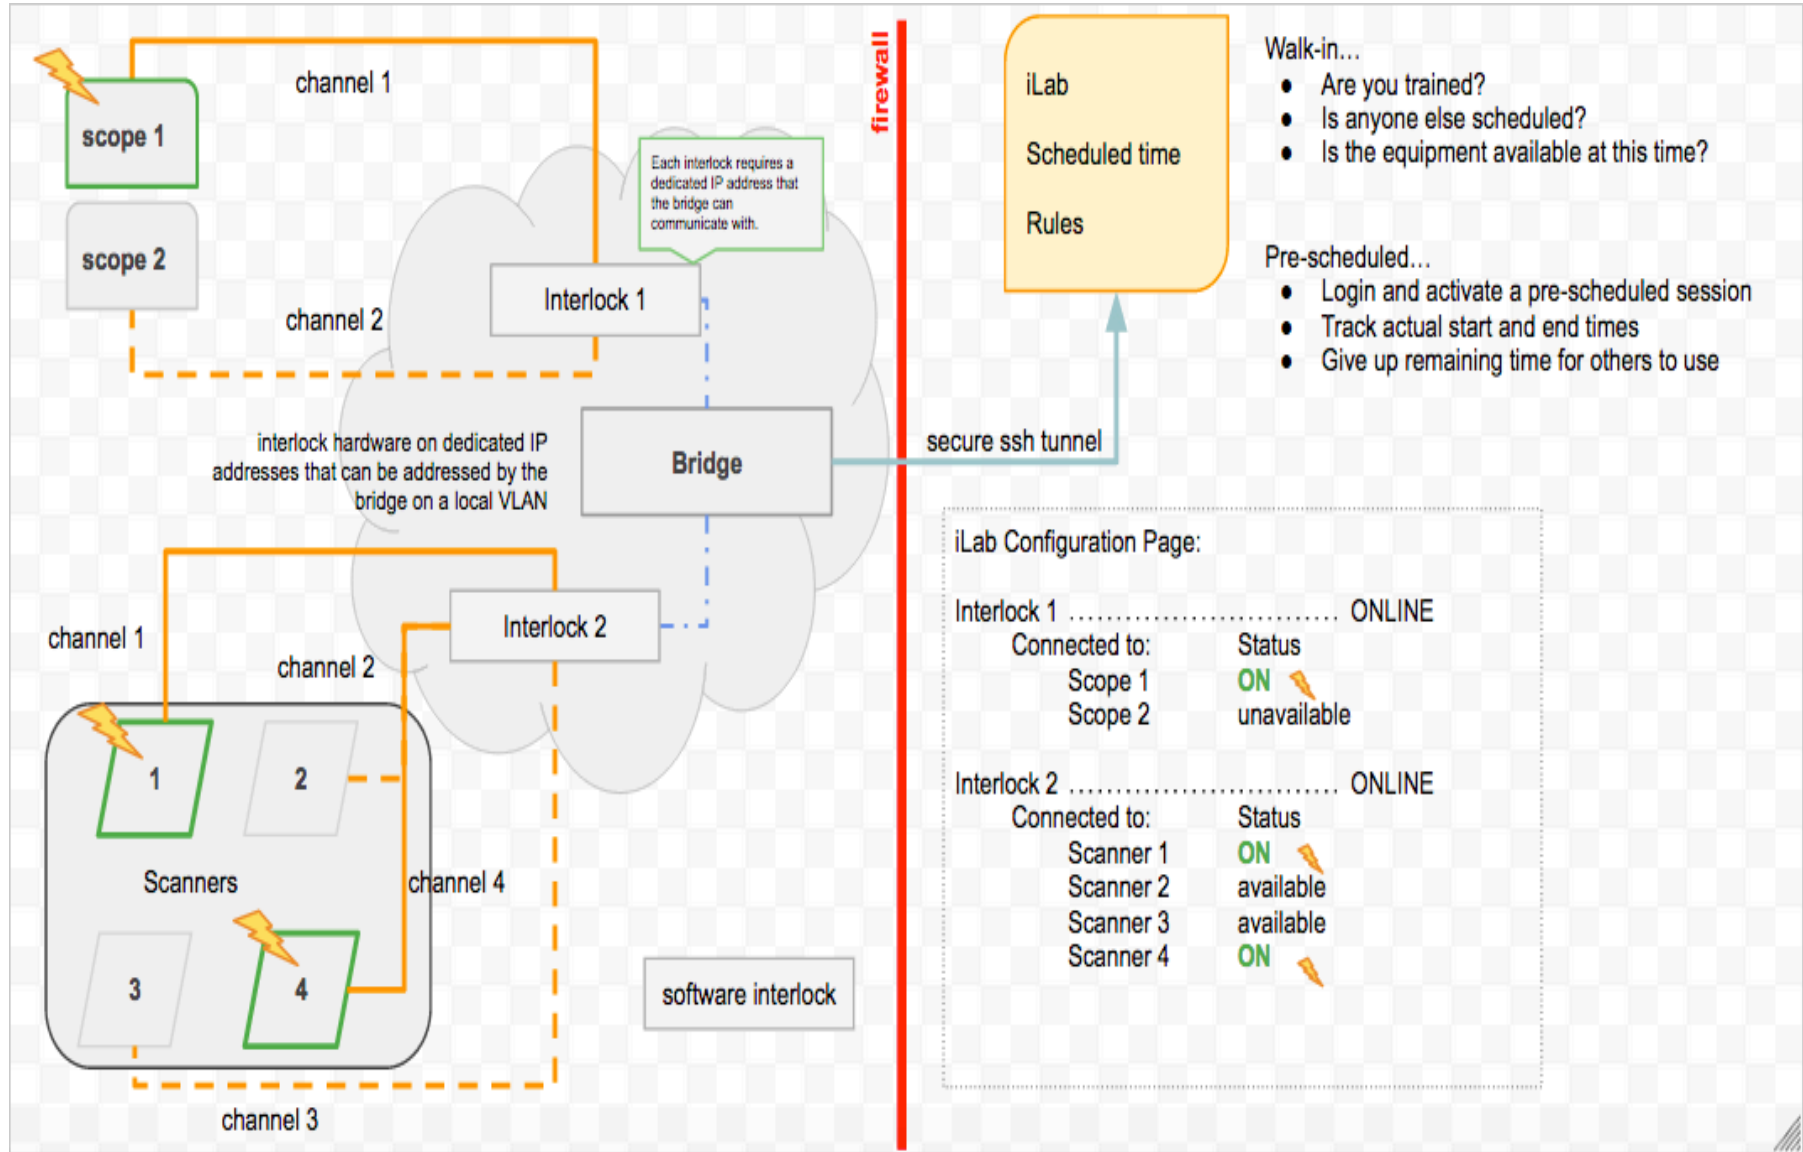 channel 1
scope 1
scope 2
channel 2
Each interlock requires a
dedicated IP address that
the bridge can
communicate with.
Interlock 1
interlock hardware on dedicated IP
addresses that can be addressed by the
bridge on a local VLAN
Bridge
channel 1
channel 2
Interlock 2
1
2
Scanners
channel 4
3
4
channel 3
software interlock
firewall
secure ssh tunnel
iLab
Scheduled time
Rules
Walk-in...
● Are you trained?
● Is anyone else scheduled?
● Is the equipment available at this time?
Pre-scheduled...
● Login and activate a pre-scheduled session
● Track actual start and end times
● Give up remaining time for others to use
iLab Configuration Page:
Interlock 1 ........................... ONLINE
Connected to: Status
Scope 1 ON
Scope 2 unavailable
Interlock 2 ........................... ONLINE
Connected to: Status
Scanner 1 ON
Scanner 2 available
Scanner 3 available
Scanner 4 ON